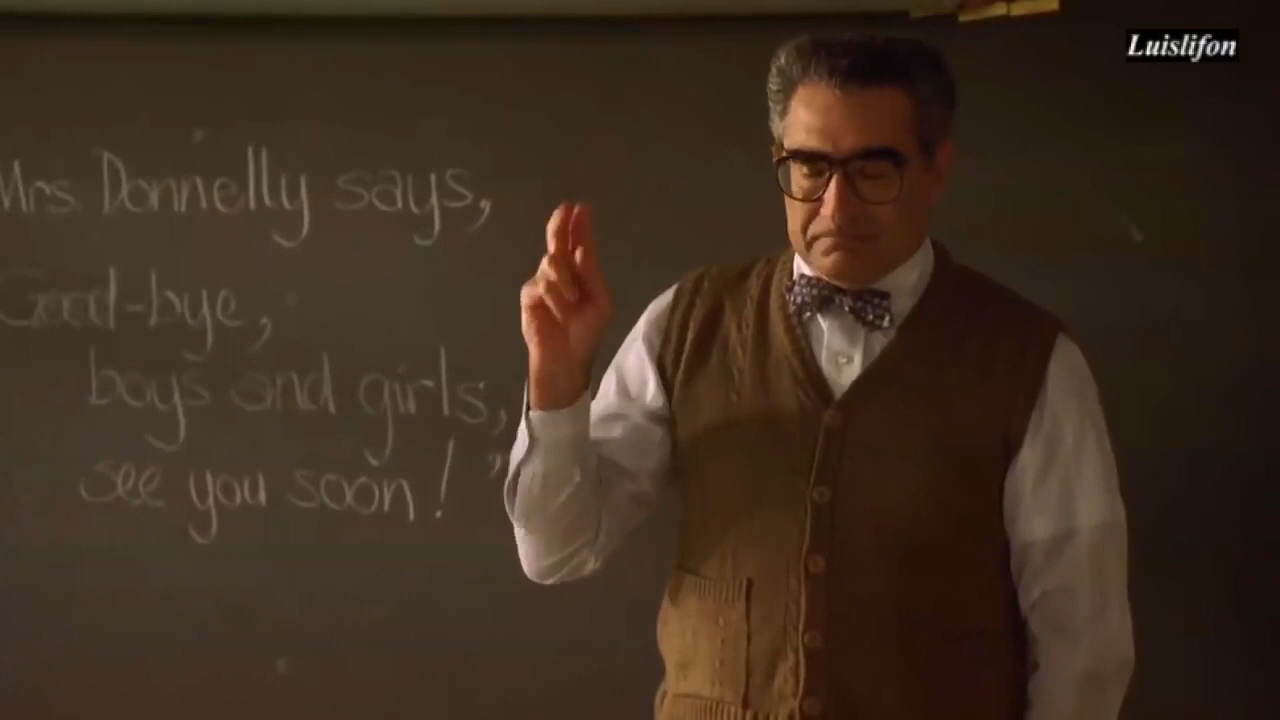 Luislifon
Mrs Donnelly says,
Good-bye,
boys and girls,
see you soon!"